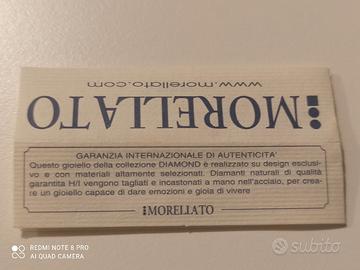 www.morellato.com
MORELLATO
GARANZIA INTERNAZIONALE DI AUTENTICITA'
Questo gioiello della collezione DIAMOND è realizzato su design esclusi-
vo e con materiali altamente selezionati. Diamanti naturali di qualità
garantita H/I vengono tagliati e incastonati a mano nell'acciaio, per crea-
re un gioiello capace di dare emozioni e gioia di vivere
MORELLATO
REDMI NOTE 8 PRO
AI QUAD CAMERA
subito